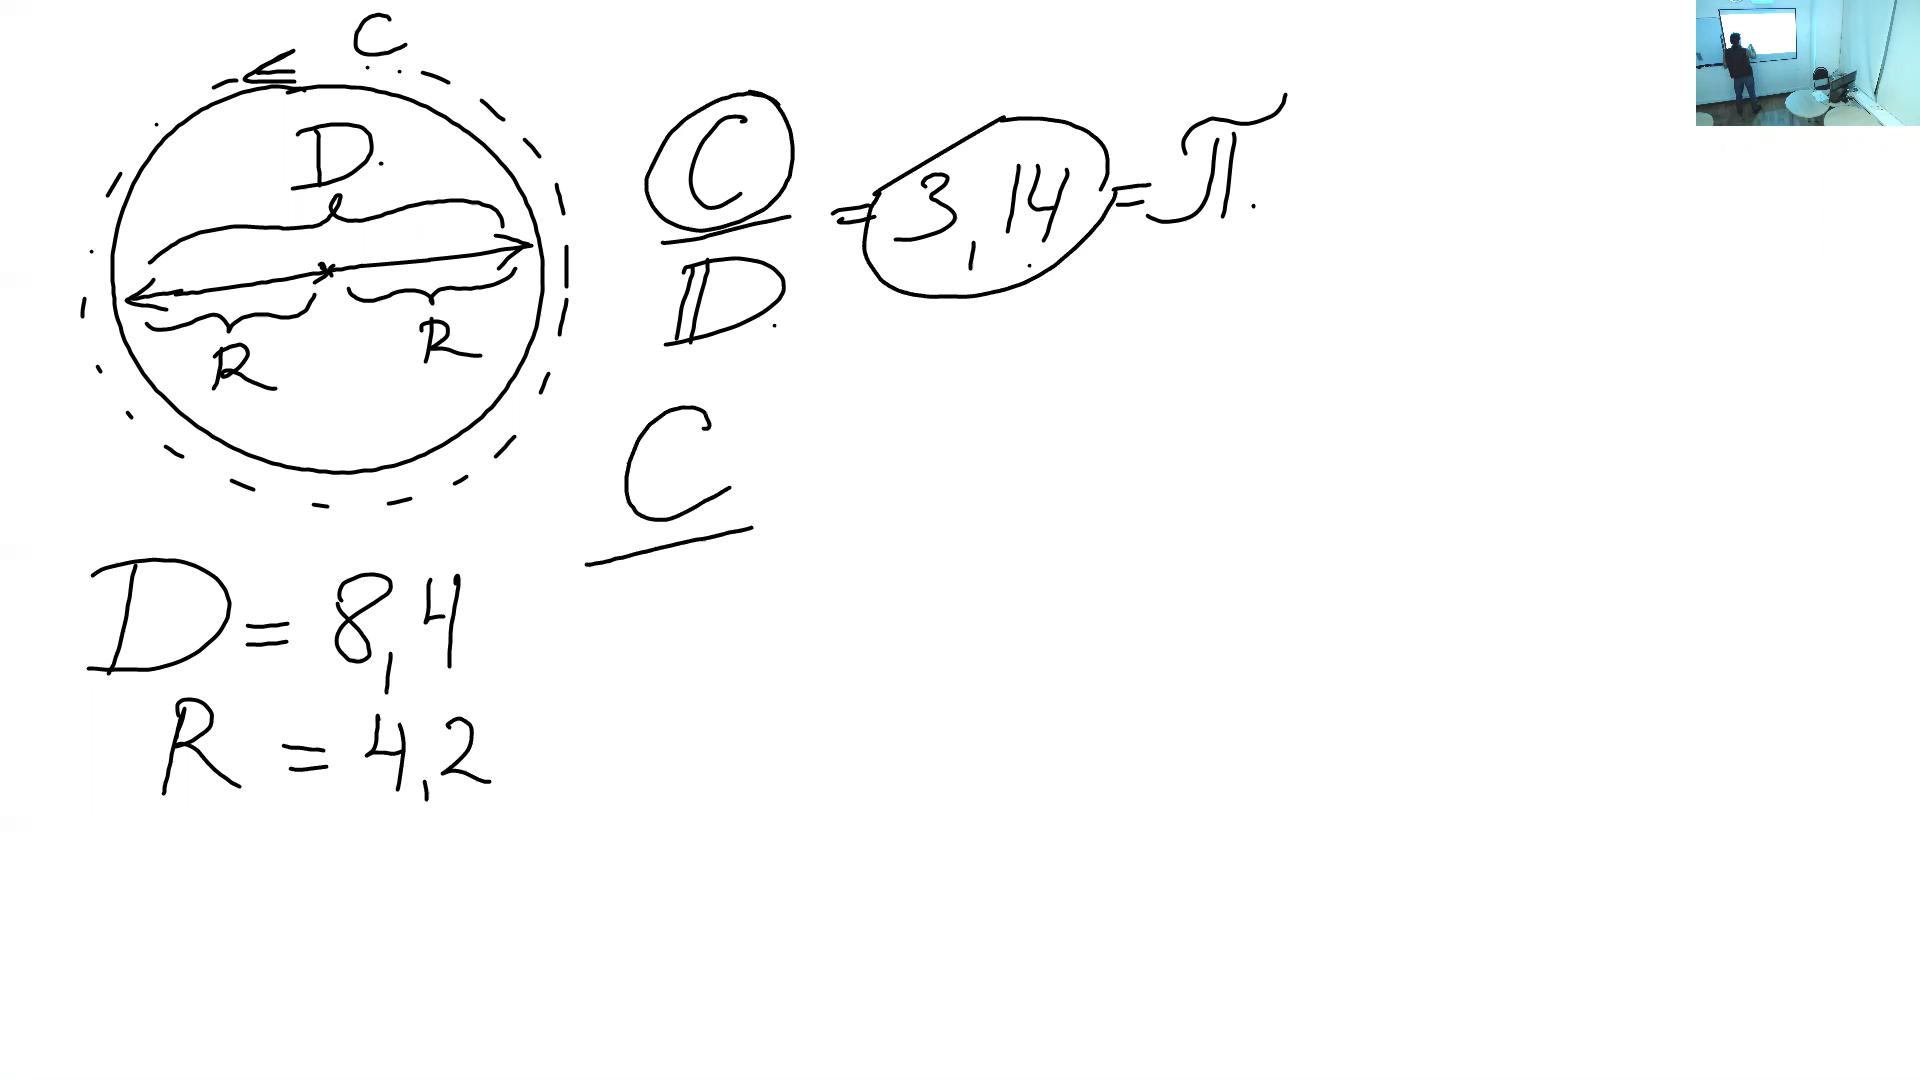 C
D.
R
R
C
D
= 3,14 = π.
C
D = 8,4
R = 4,2